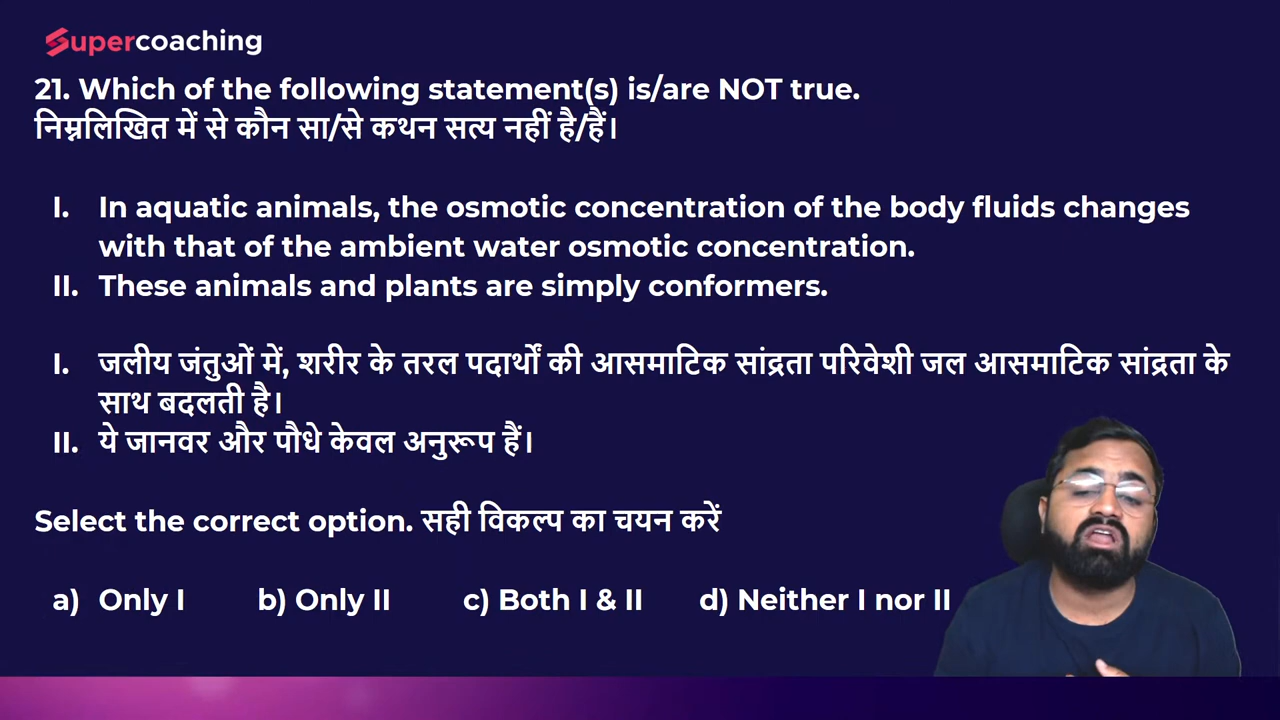 Supercoaching
21. Which of the following statement(s) is/are NOT true.
निम्नलिखित में से कौन सा/से कथन सत्य नहीं है/हैं।
I. In aquatic animals, the osmotic concentration of the body fluids changes
with that of the ambient water osmotic concentration.
II. These animals and plants are simply conformers.
I. जलीय जंतुओं में, शरीर के तरल पदार्थों की आसमाटिक सांद्रता परिवेशी जल आसमाटिक सांद्रता के
साथ बदलती है।
II. ये जानवर और पौधे केवल अनुरूप हैं।
Select the correct option. सही विकल्प का चयन करें
a) Only I b) Only II c) Both I & II d) Neither I nor II